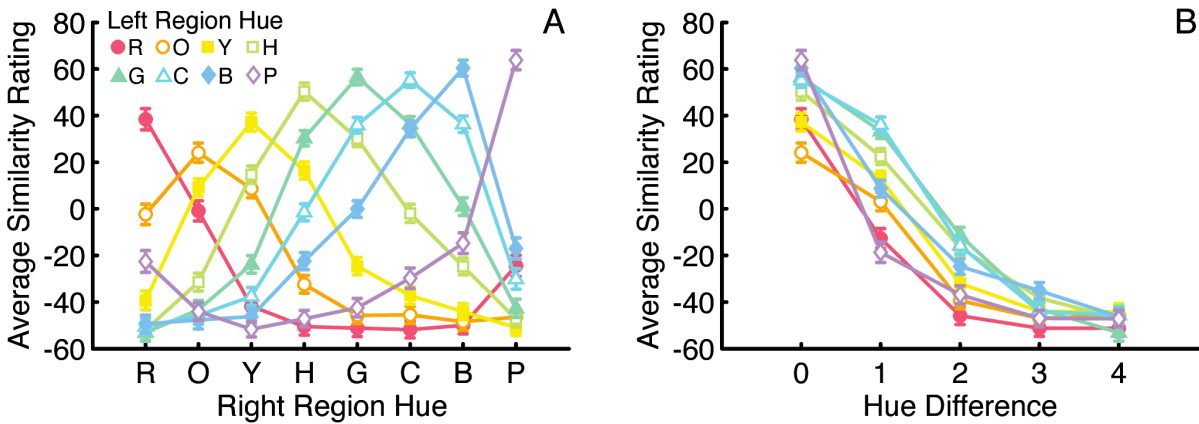 A
Left Region Hue
R O Y H
G C B P
Average Similarity Rating
80
60
40
20
0
-20
-40
-60
R O Y H G C B P
Right Region Hue
B
Average Similarity Rating
80
60
40
20
0
-20
-40
-60
0 1 2 3 4
Hue Difference